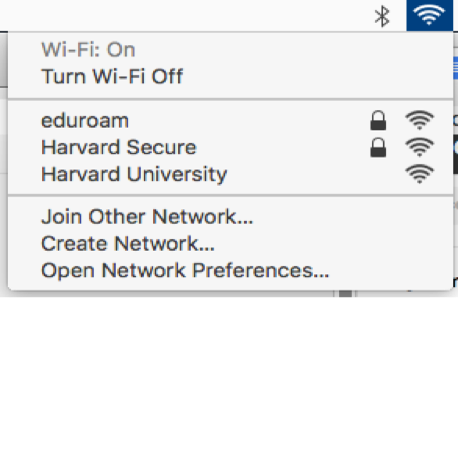 Wi-Fi: On
Turn Wi-Fi Off
eduroam
Harvard Secure
Harvard University
Join Other Network...
Create Network...
Open Network Preferences...